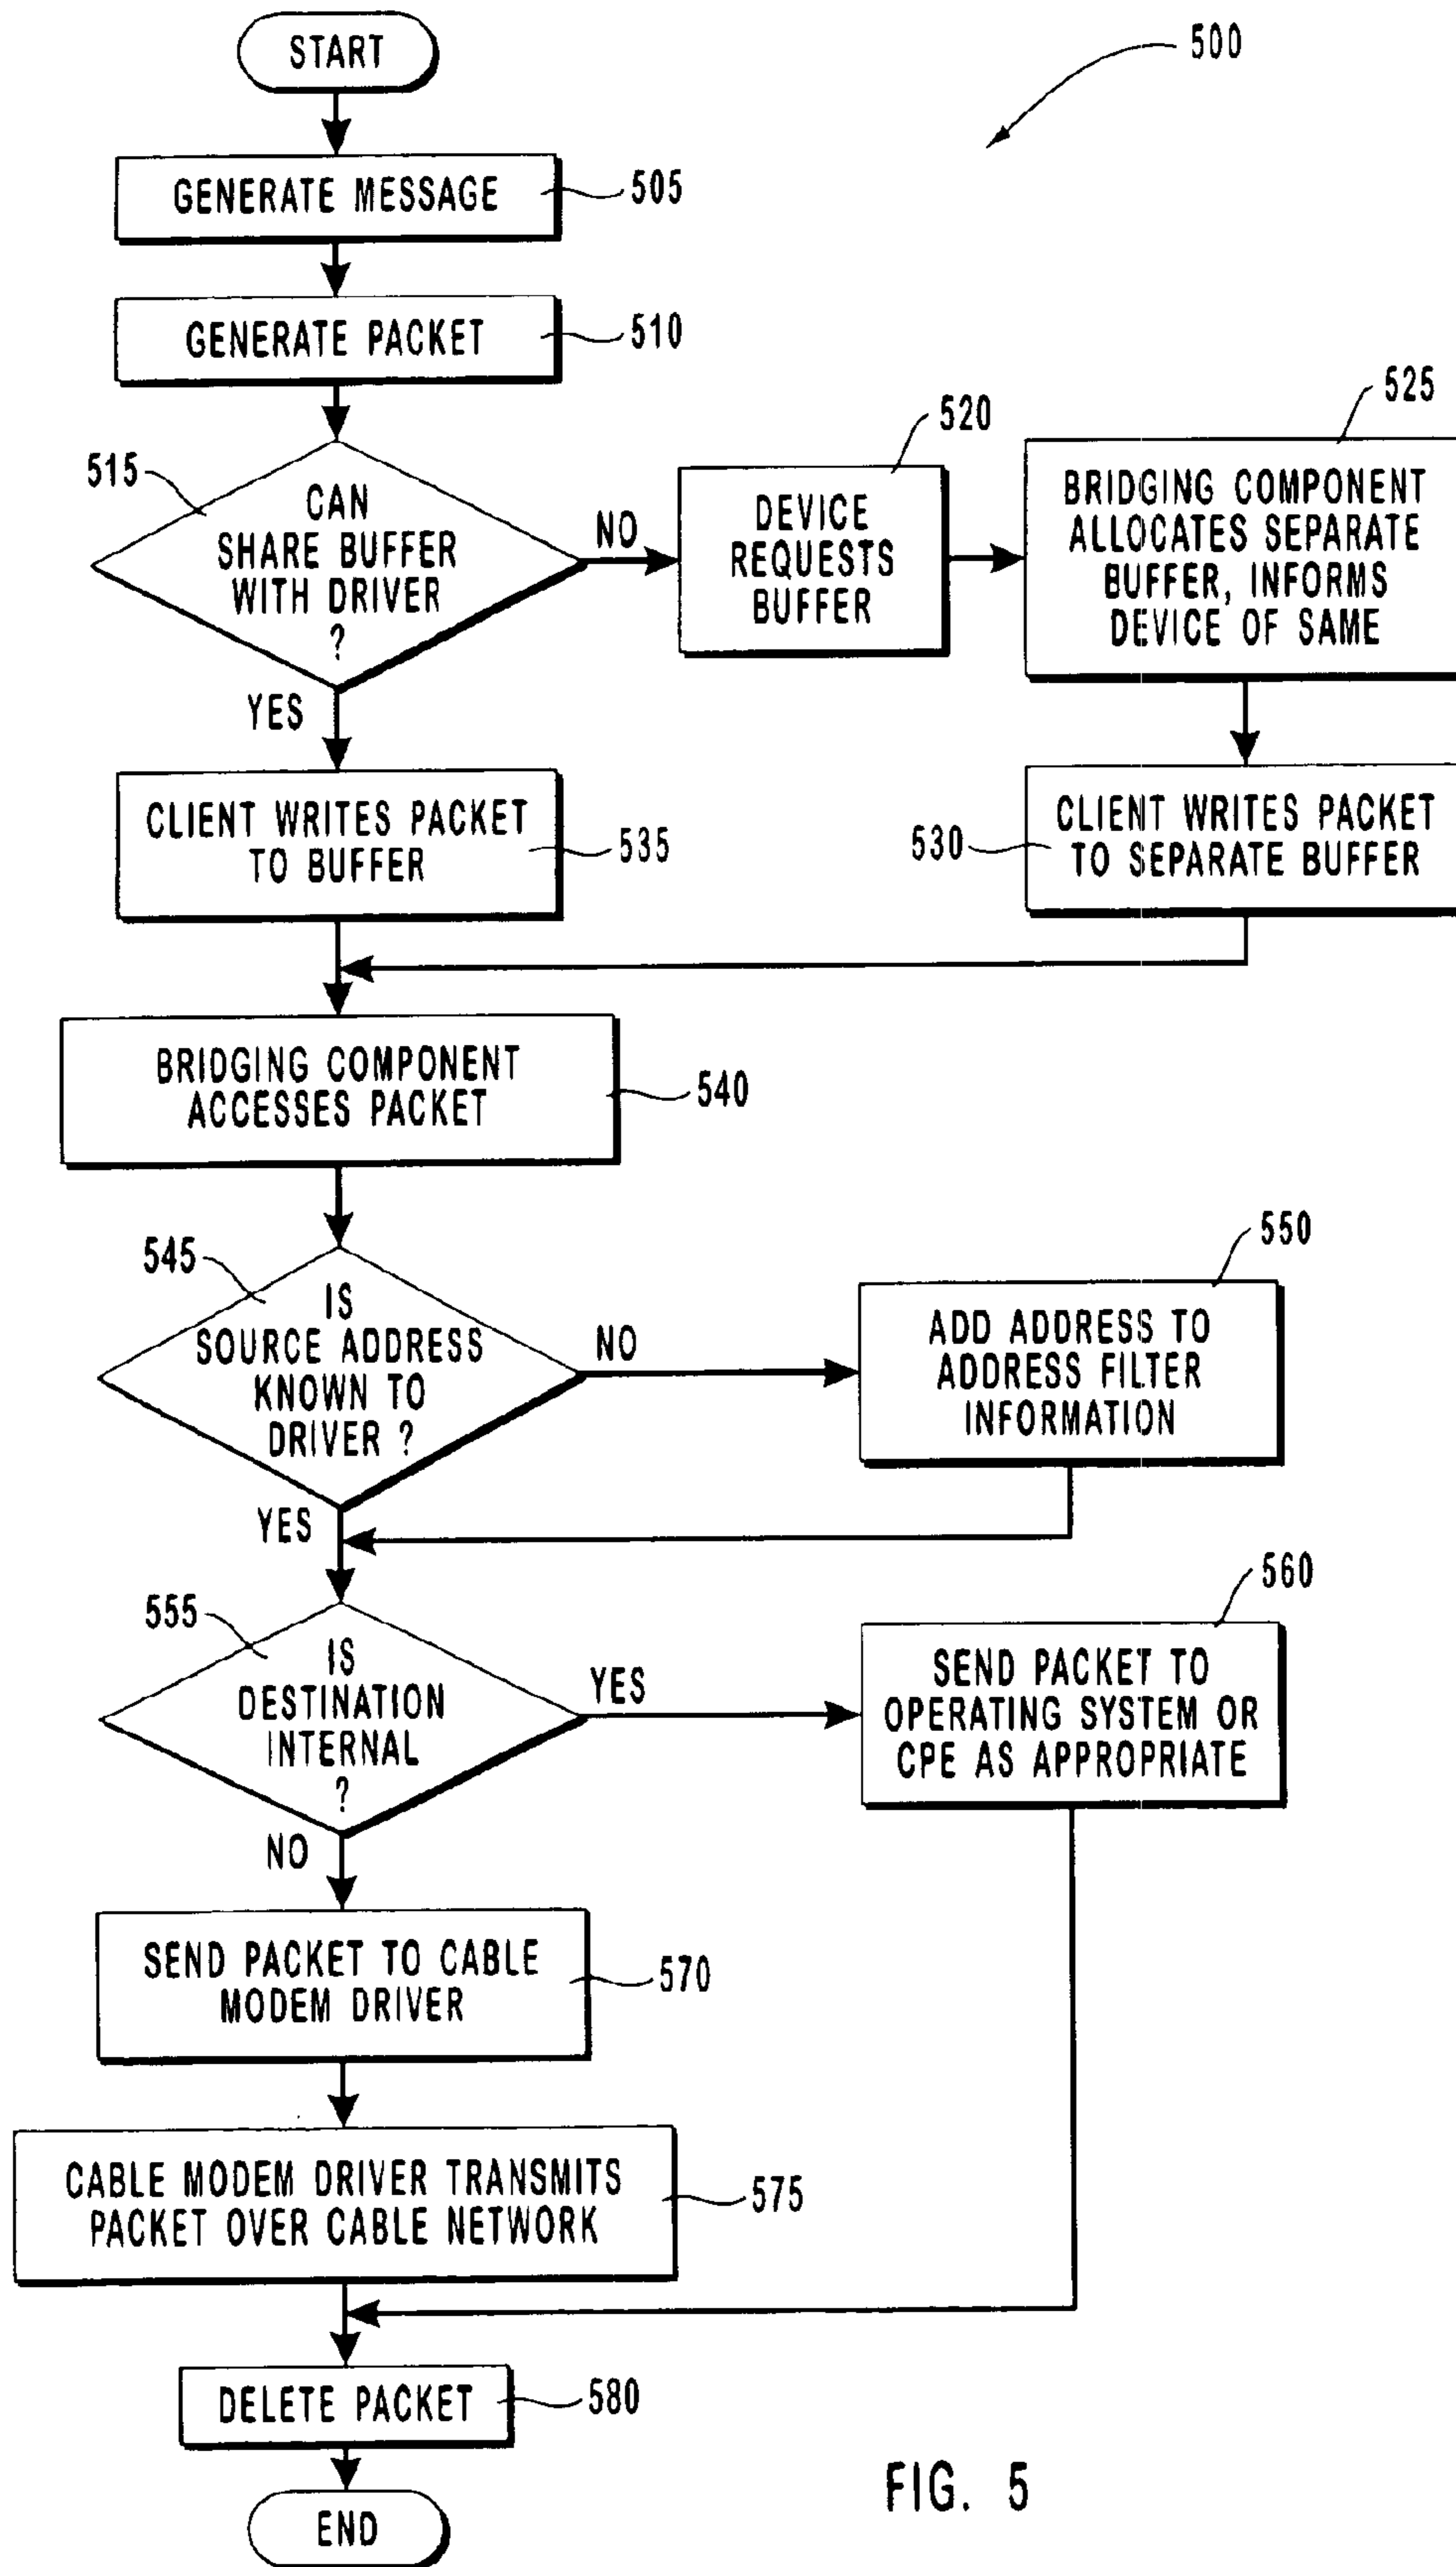 START
500
GENERATE MESSAGE
505
GENERATE PACKET
510
515
CAN
SHARE BUFFER
WITH DRIVER
?
NO
YES
520
DEVICE
REQUESTS
BUFFER
525
BRIDGING COMPONENT
ALLOCATES SEPARATE
BUFFER, INFORMS
DEVICE OF SAME
CLIENT WRITES PACKET
TO BUFFER
535
530
CLIENT WRITES PACKET
TO SEPARATE BUFFER
BRIDGING COMPONENT
ACCESSES PACKET
540
545
IS
SOURCE ADDRESS
KNOWN TO
DRIVER ?
NO
YES
550
ADD ADDRESS TO
ADDRESS FILTER
INFORMATION
555
IS
DESTINATION
INTERNAL
?
YES
NO
560
SEND PACKET TO
OPERATING SYSTEM OR
CPE AS APPROPRIATE
SEND PACKET TO CABLE
MODEM DRIVER
570
CABLE MODEM DRIVER TRANSMITS
PACKET OVER CABLE NETWORK
575
DELETE PACKET
580
END
FIG. 5